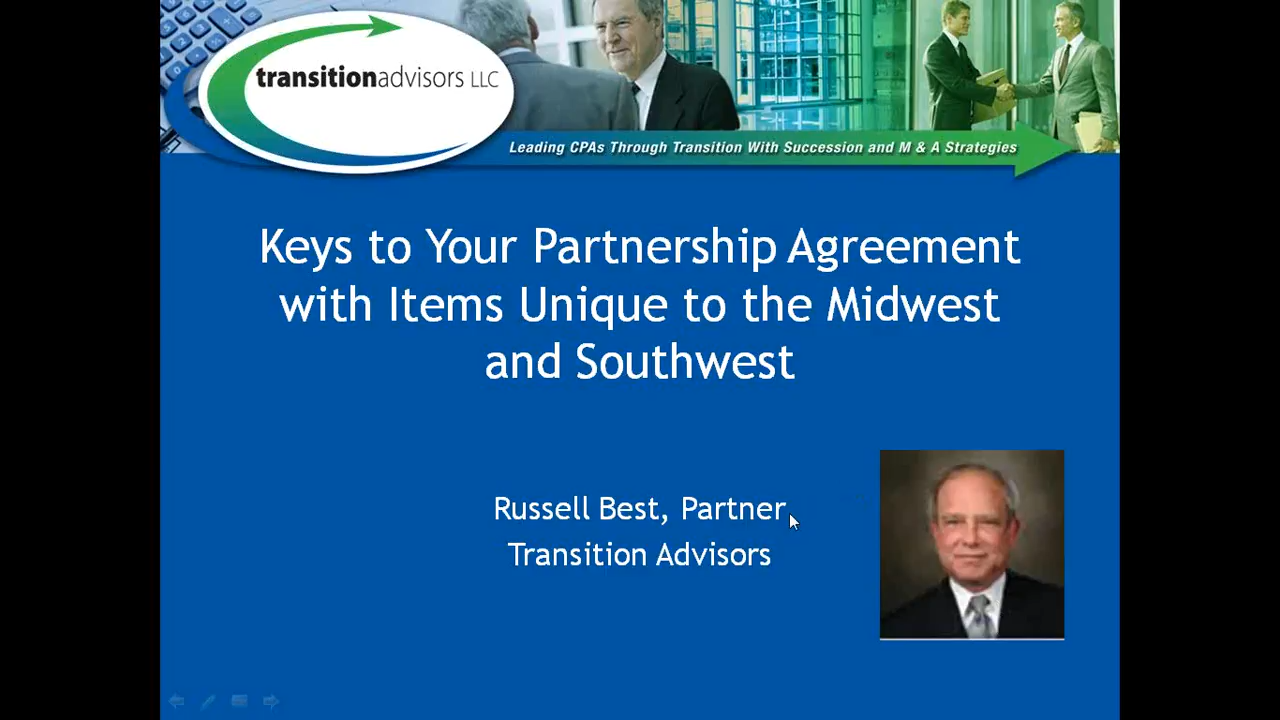 transitionadvisors LLC
Leading CPAs Through Transition With Succession and M & A Strategies
Keys to Your Partnership Agreement
with Items Unique to the Midwest
and Southwest
Russell Best, Partner
Transition Advisors